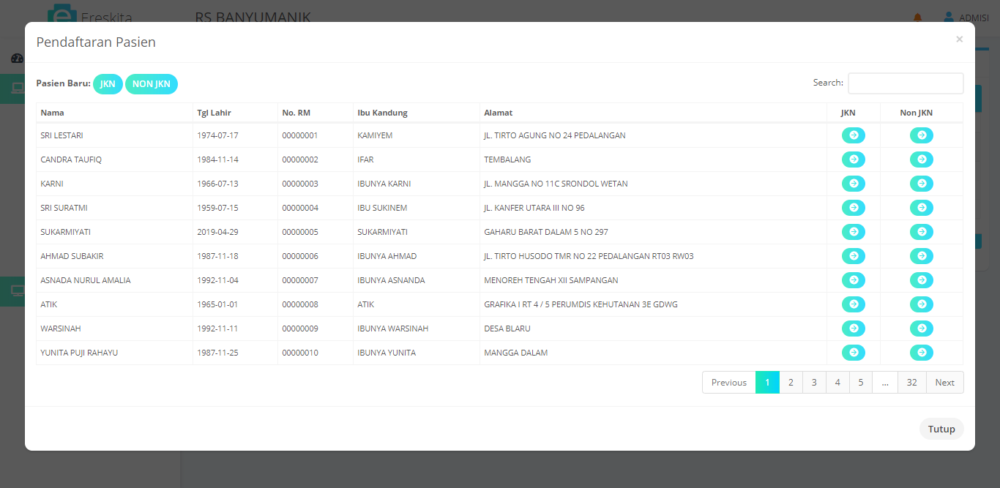 Ereskita RS BANYUMANIK ADMISI
Pendaftaran Pasien ×
Pasien Baru: JKN NON JKN Search:
Nama Tgl Lahir No. RM Ibu Kandung Alamat JKN Non JKN
SRI LESTARI 1974-07-17 00000001 KAMIYEM JL. TIRTO AGUNG NO 24 PEDALANGAN
CANDRA TAUFIQ 1984-11-14 00000002 IFAR TEMBALANG
KARNI 1966-07-13 00000003 IBUNYA KARNI JL. MANGGA NO 11C SRONDOL WETAN
SRI SURATMI 1959-07-15 00000004 IBU SUKINEM JL. KANFER UTARA III NO 96
SUKARMIYATI 2019-04-29 00000005 SUKARMIYATI GAHARU BARAT DALAM 5 NO 297
AHMAD SUBAKIR 1987-11-18 00000006 IBUNYA AHMAD JL. TIRTO HUSODO TMR NO 22 PEDALANGAN RT03 RW03
ASNADA NURUL AMALIA 1992-11-04 00000007 IBUNYA ASNANDA MENOREH TENGAH XII SAMPANGAN
ATIK 1965-01-01 00000008 ATIK GRAFIKA I RT 4 / 5 PERUMDIS KEHUTANAN 3E GDWG
WARSINAH 1992-11-11 00000009 IBUNYA WARSINAH DESA BLARU
YUNITA PUJI RAHAYU 1987-11-25 00000010 IBUNYA YUNITA MANGGA DALAM
Previous 1 2 3 4 5 ... 32 Next
Tutup